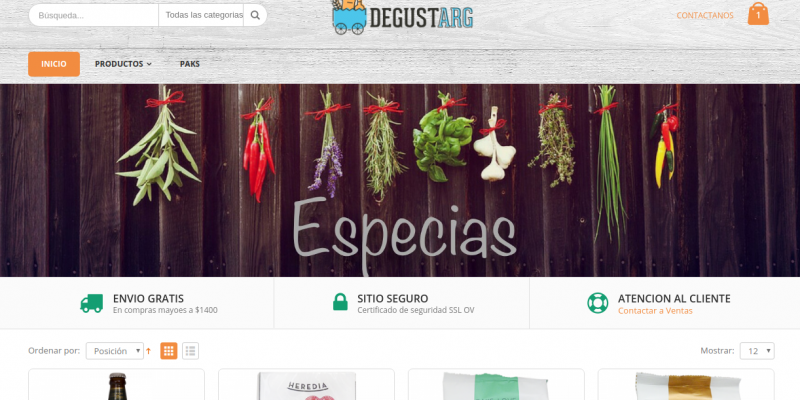 Búsqueda...
Todas las categorias
DEGUSTARG
CONTACTANOS
1
INICIO
PRODUCTOS
PAKS
Especias
ENVIO GRATIS
En compras mayoes a $1400
SITIO SEGURO
Certificado de seguridad SSL OV
ATENCION AL CLIENTE
Contactar a Ventas
Ordenar por:
Posición
Mostrar:
12
HEREDIA